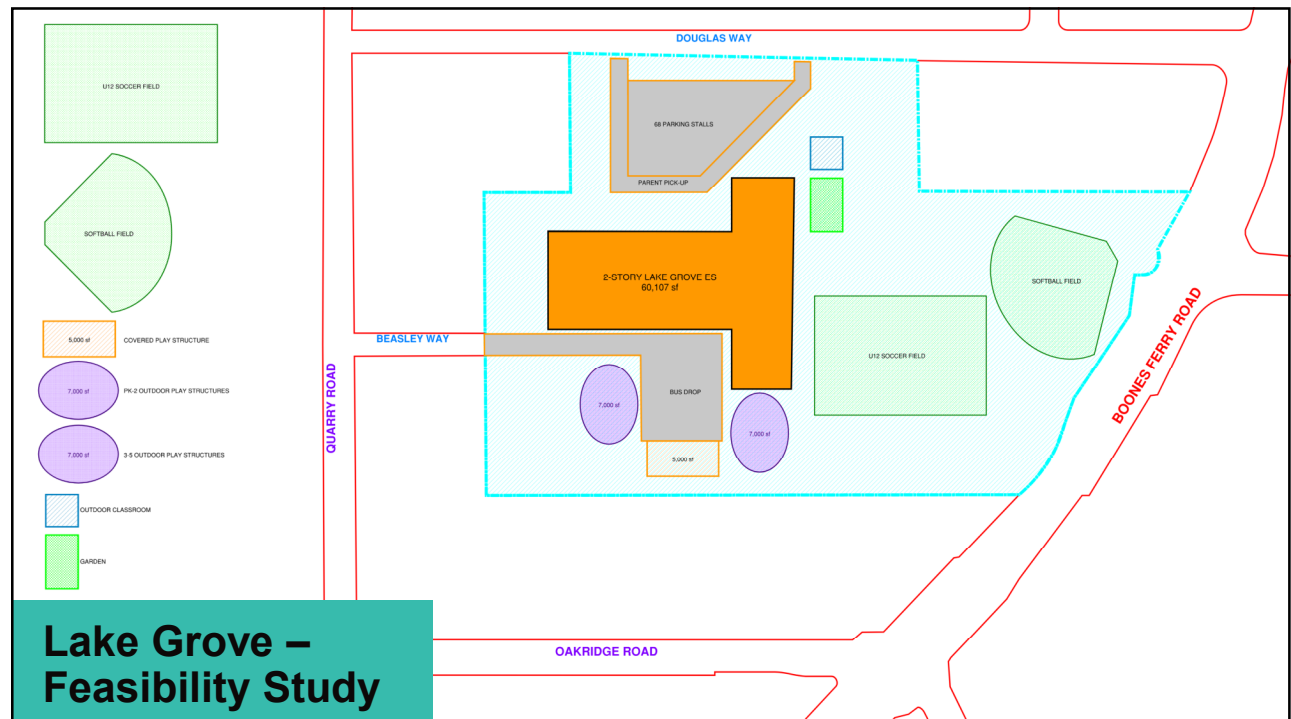 DOUGLAS WAY
U12 SOCCER FIELD
68 PARKING STALLS
PARENT PICK-UP
SOFTBALL FIELD
2-STORY LAKE GROVE ES
60,107 sf
SOFTBALL FIELD
5,000 sf
COVERED PLAY STRUCTURE
BEASLEY WAY
U12 SOCCER FIELD
BOONES FERRY ROAD
QUARRY ROAD
7,000 sf
PK-2 OUTDOOR PLAY STRUCTURES
BUS DROP
7,000 sf
7,000 sf
7,000 sf
3-5 OUTDOOR PLAY STRUCTURES
5,000 sf
OUTDOOR CLASSROOM
GARDEN
Lake Grove –
Feasibility Study
OAKRIDGE ROAD